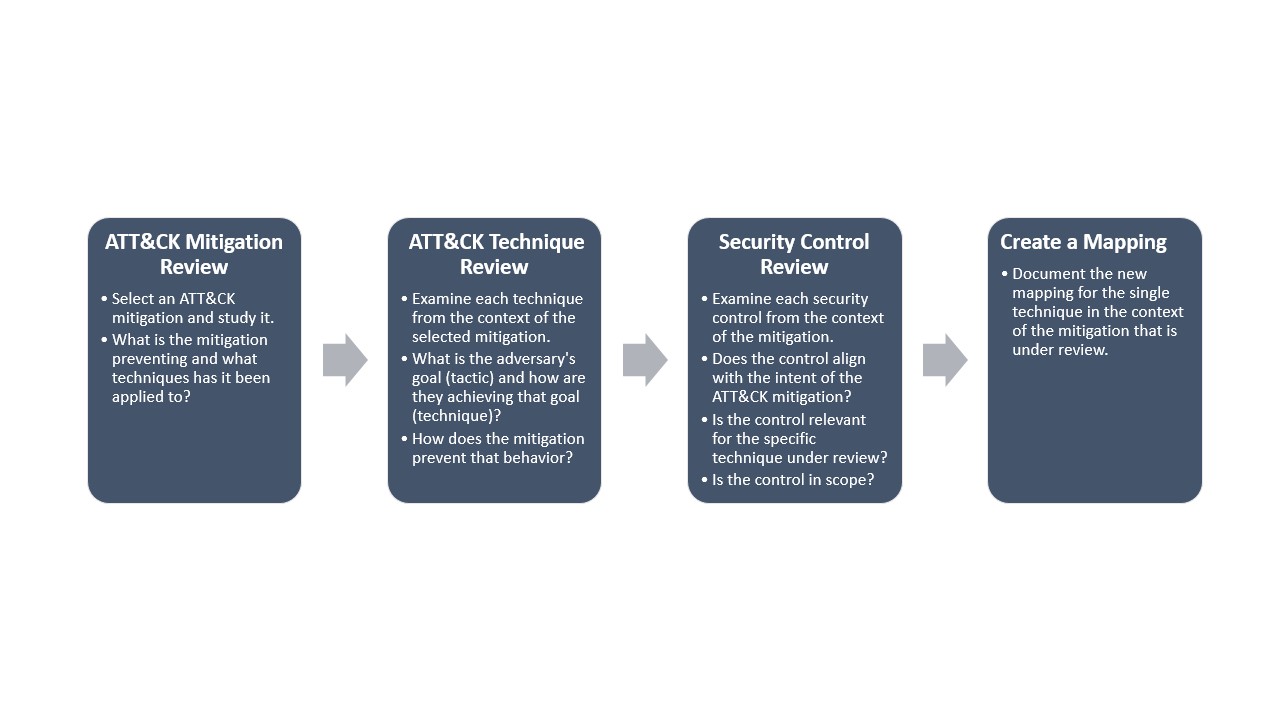 ATT&CK Mitigation
Review
• Select an ATT&CK
mitigation and study it.
• What is the mitigation
preventing and what
techniques has it been
applied to?
ATT&CK Technique
Review
• Examine each technique
from the context of the
selected mitigation.
• What is the adversary's
goal (tactic) and how are
they achieving that goal
(technique)?
• How does the mitigation
prevent that behavior?
Security Control
Review
• Examine each security
control from the context
of the mitigation.
• Does the control align
with the intent of the
ATT&CK mitigation?
• Is the control relevant
for the specific
technique under review?
• Is the control in scope?
Create a Mapping
• Document the new
mapping for the single
technique in the context
of the mitigation that is
under review.